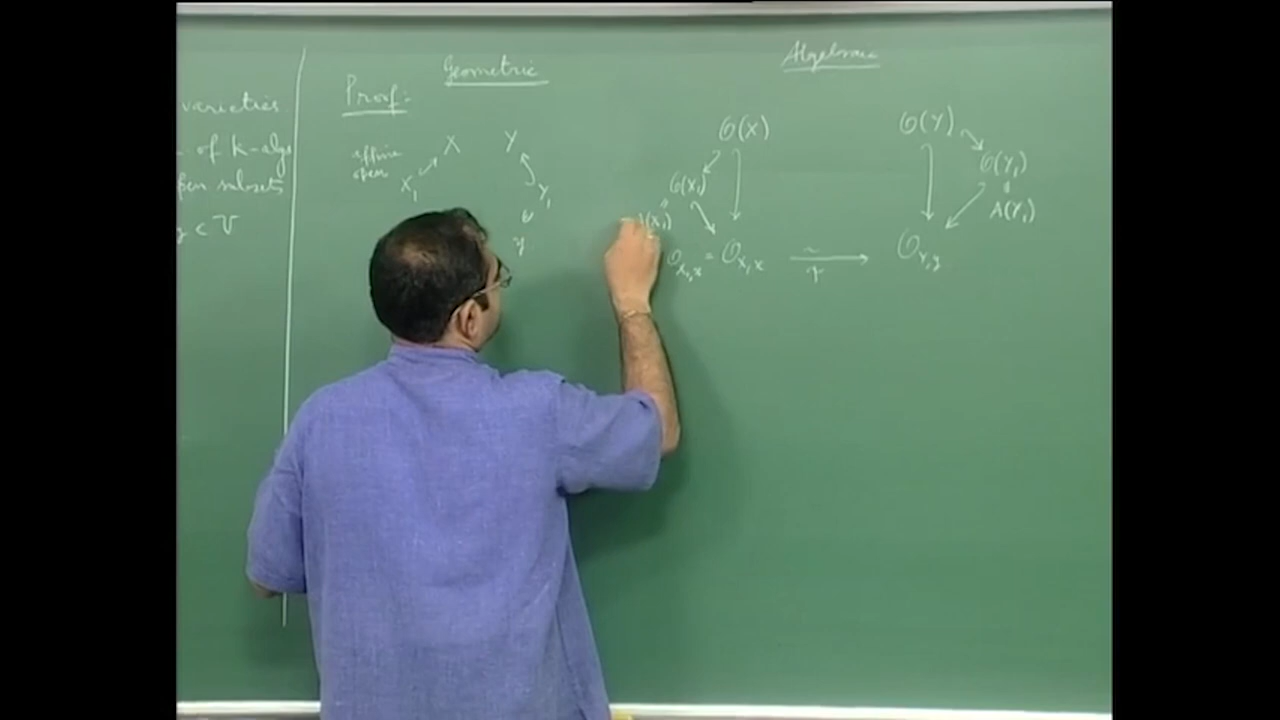 varieties
of k-alg
open subsets
y ⊂ V
Proof:-
Geometric
Algebraic
affine
open
X
X₁
Y
Y₁
y
O(X)
O(X₁)
A(X₁)
O_{X₁,x} = O_{X,x}
~
O(Y)
O(Y₁)
A(Y₁)
O_{Y,y}